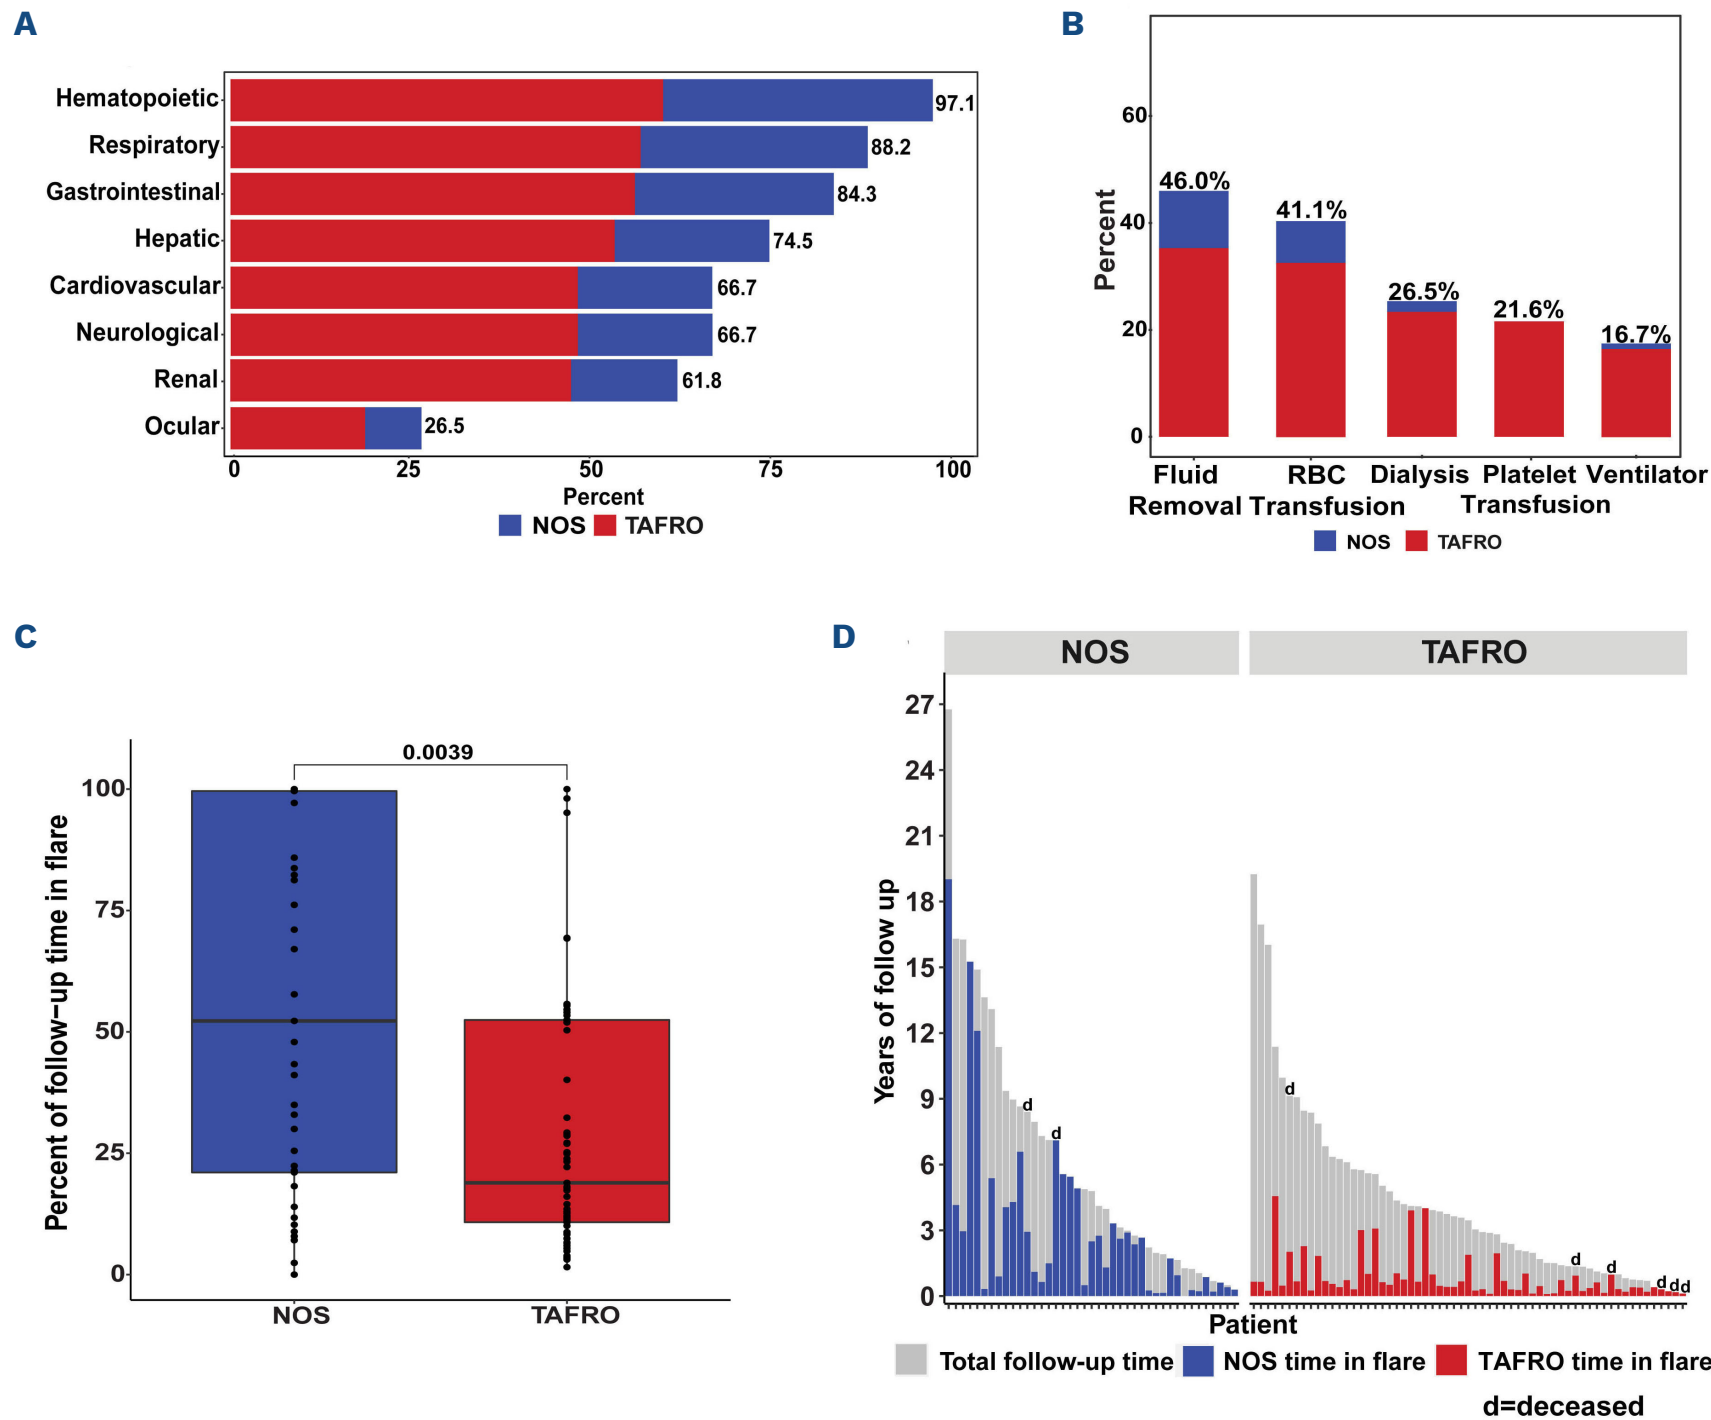 A
Hematopoietic
97.1
Respiratory
88.2
Gastrointestinal
84.3
Hepatic
74.5
Cardiovascular
66.7
Neurological
66.7
Renal
61.8
Ocular
26.5
0 25 50 75 100
Percent
NOS TAFRO
B
Percent
60
40
20
0
46.0%
41.1%
26.5%
21.6%
16.7%
Fluid Removal
RBC Transfusion
Dialysis
Platelet Transfusion
Ventilator
NOS TAFRO
C
Percent of follow-up time in flare
100
75
50
25
0
0.0039
NOS TAFRO
D
NOS TAFRO
Years of follow up
27
24
21
18
15
12
9
6
3
0
d
d
d
d
d
d
d
d
Patient
Total follow-up time NOS time in flare TAFRO time in flare
d=deceased